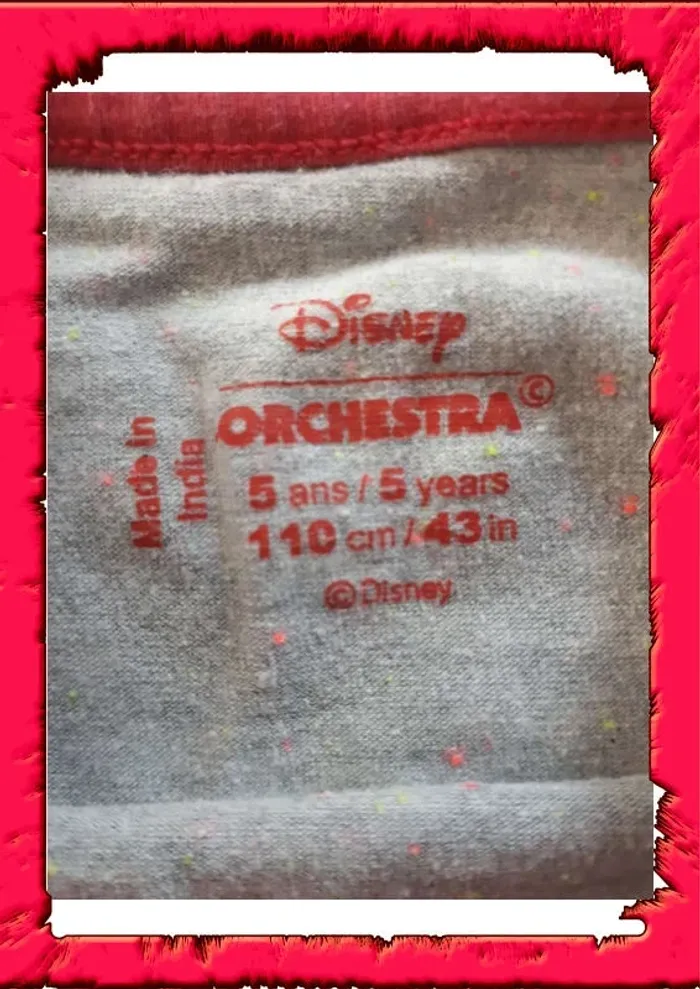 Disney
ORCHESTRA©
5 ans / 5 years
110 cm / 43 in
© Disney
Made in
India